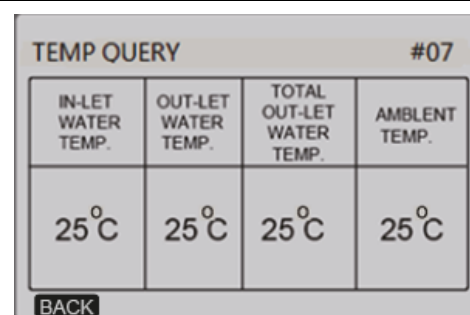 TEMP QUERY #07
IN-LET
WATER
TEMP.
OUT-LET
WATER
TEMP.
TOTAL
OUT-LET
WATER
TEMP.
AMBLENT
TEMP.
25°C 25°C 25°C 25°C
BACK